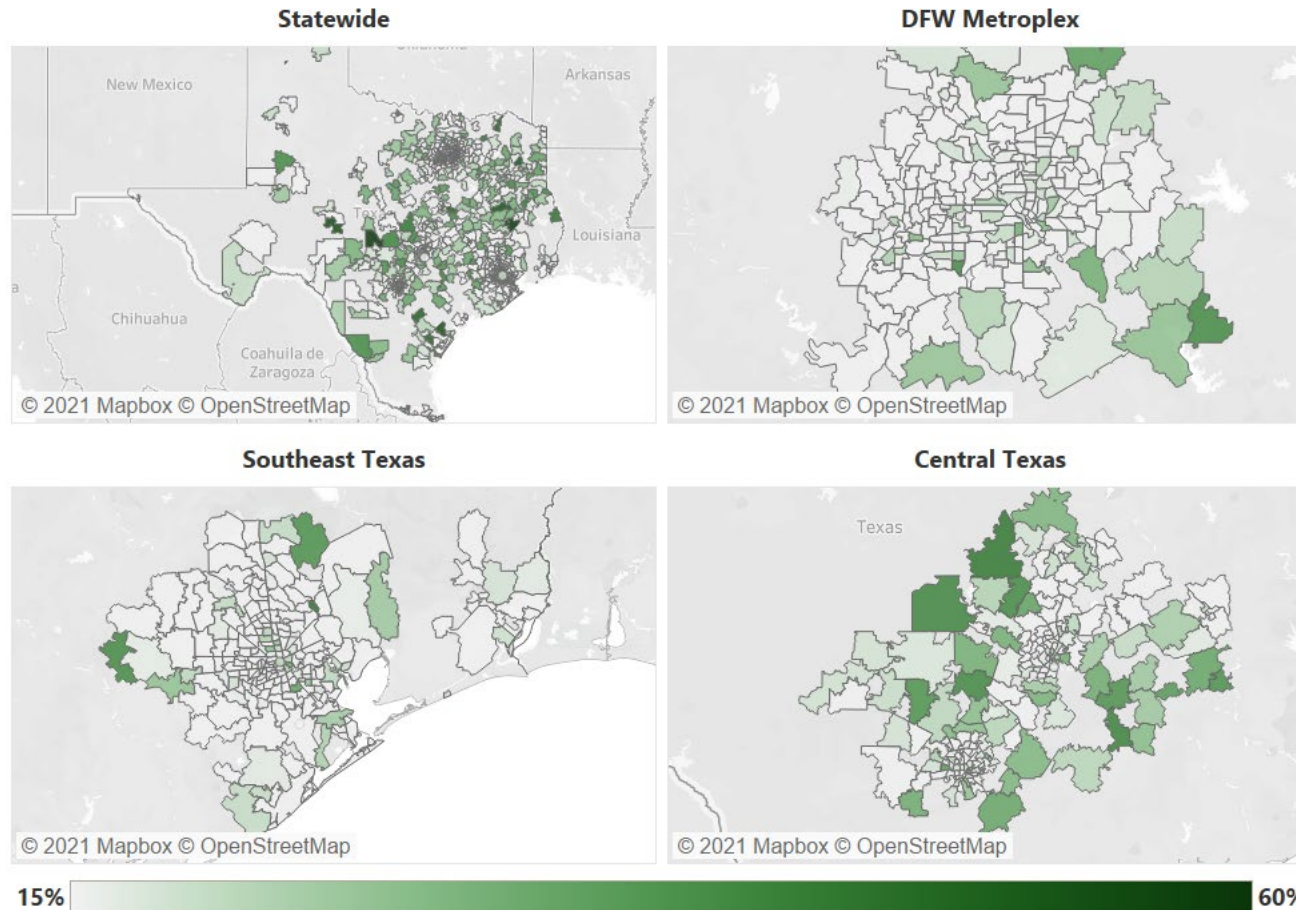 Statewide
DFW Metroplex
New Mexico
Arkansas
Louisiana
Chihuahua
Coahuila de
Zaragoza
© 2021 Mapbox © OpenStreetMap
© 2021 Mapbox © OpenStreetMap
Southeast Texas
Central Texas
Texas
© 2021 Mapbox © OpenStreetMap
© 2021 Mapbox © OpenStreetMap
15%
60%